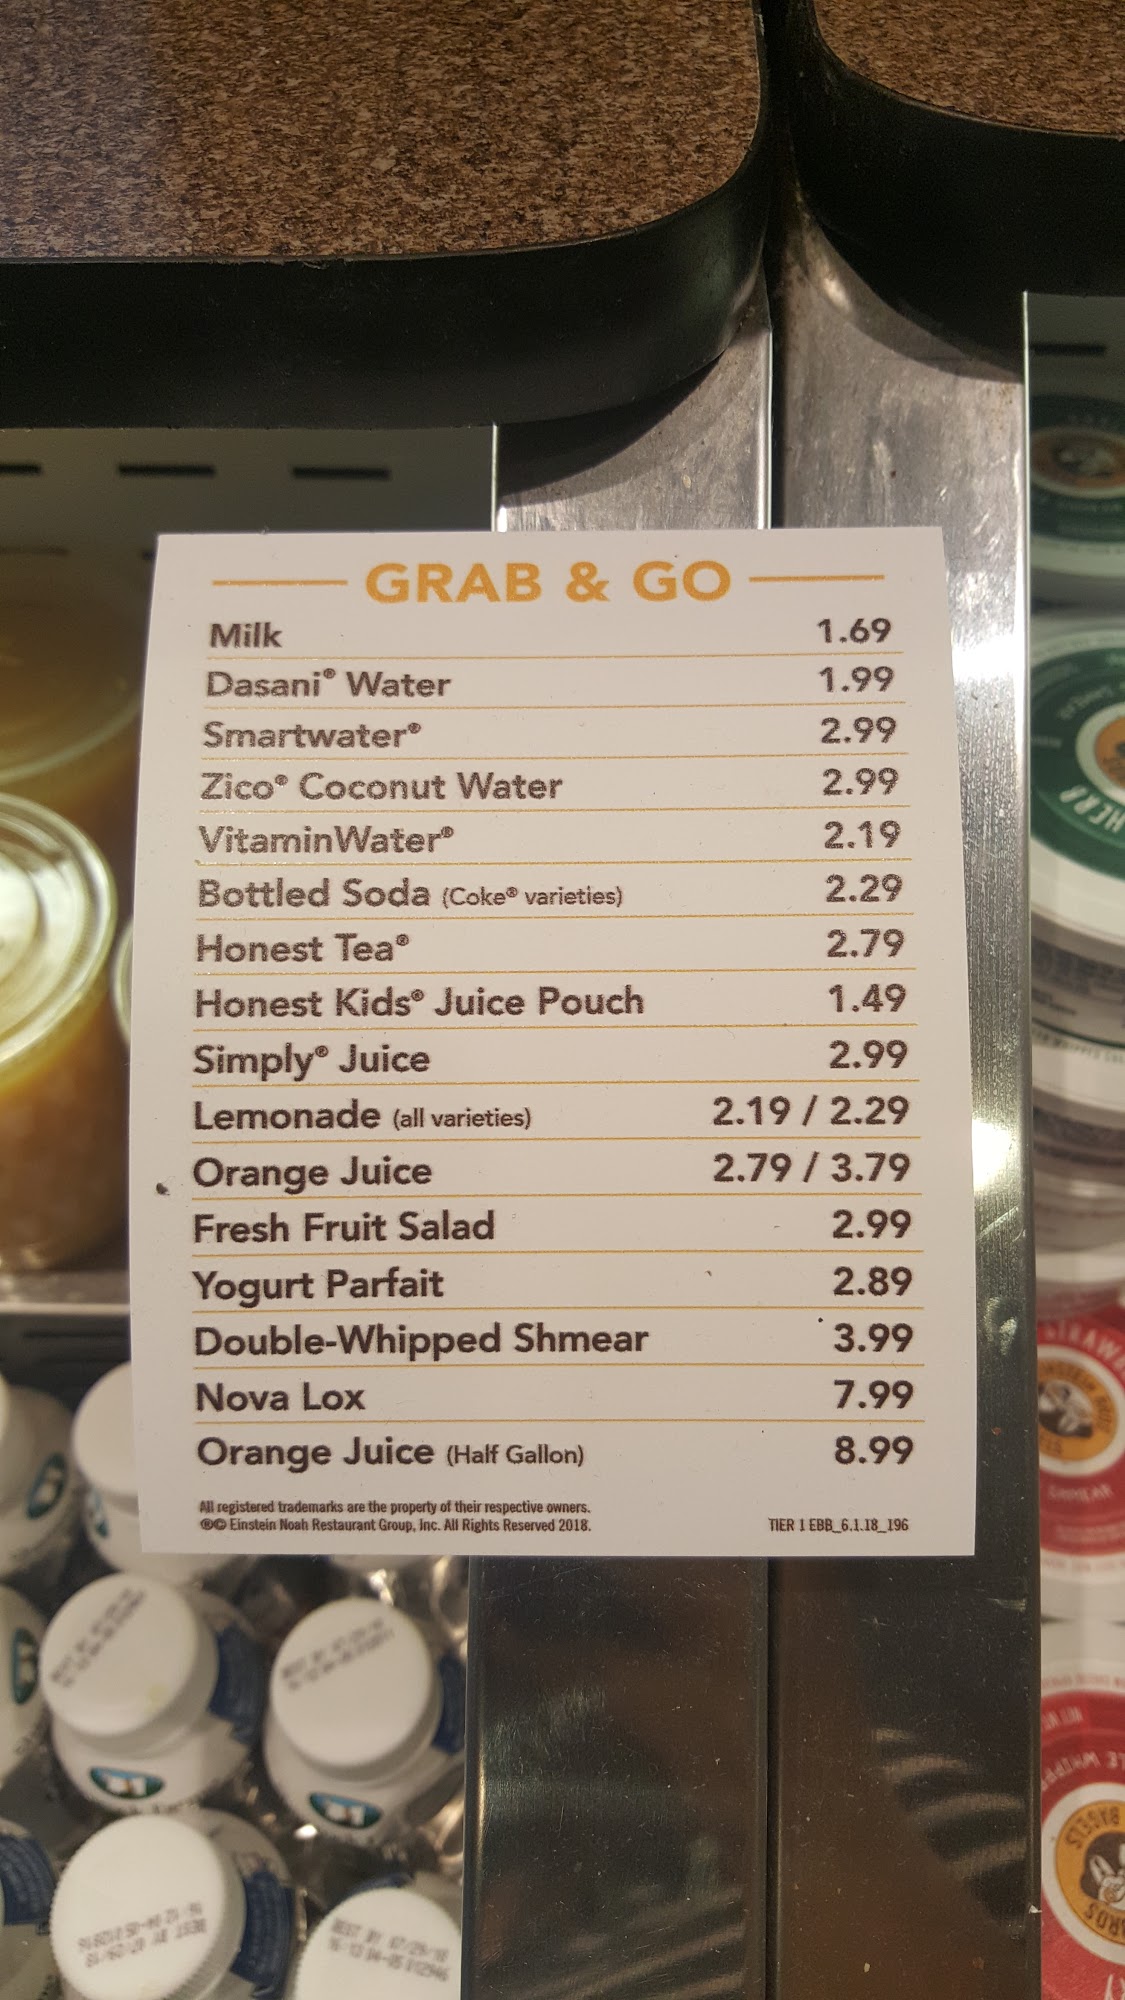 GRAB & GO
Milk 1.69
Dasani® Water 1.99
Smartwater® 2.99
Zico® Coconut Water 2.99
VitaminWater® 2.19
Bottled Soda (Coke® varieties) 2.29
Honest Tea® 2.79
Honest Kids® Juice Pouch 1.49
Simply® Juice 2.99
Lemonade (all varieties) 2.19 / 2.29
Orange Juice 2.79 / 3.79
Fresh Fruit Salad 2.99
Yogurt Parfait 2.89
Double-Whipped Shmear 3.99
Nova Lox 7.99
Orange Juice (Half Gallon) 8.99
All registered trademarks are the property of their respective owners.
®© Einstein Noah Restaurant Group, Inc. All Rights Reserved 2018. TIER 1 EBB_6.1.18_196
HERB
SHMEAR
BAGELS